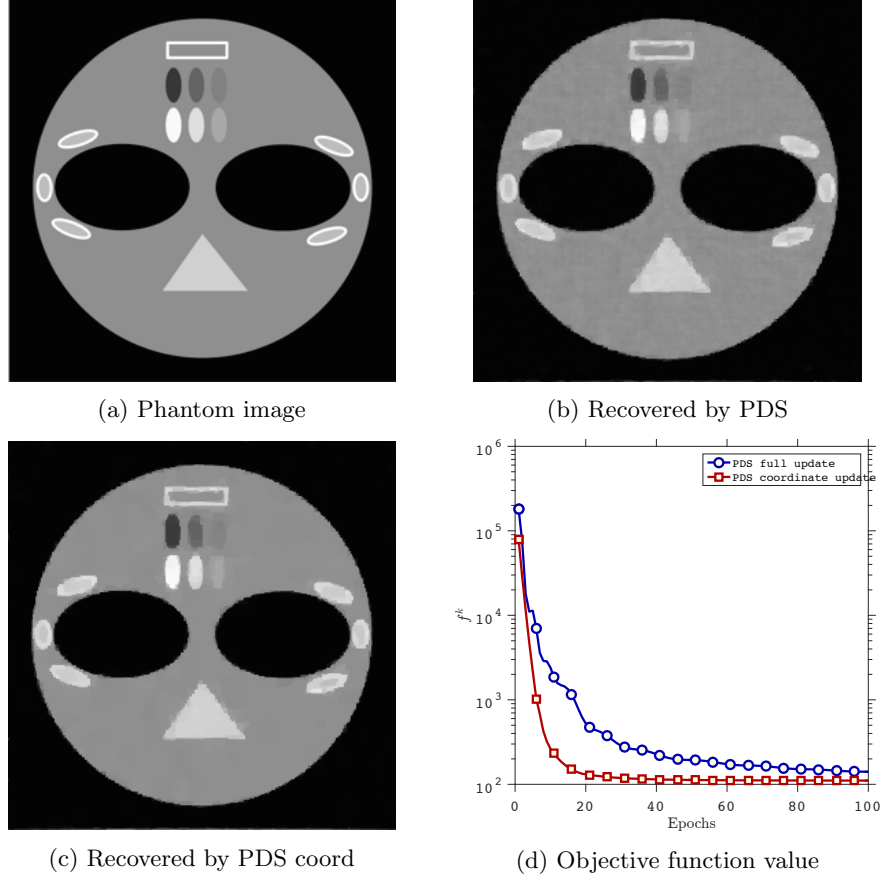 (a) Phantom image
(b) Recovered by PDS
10^6
10^5
10^4
10^3
10^2
f^k
PDS full update
PDS coordinate update
0 20 40 60 80 100
Epochs
(c) Recovered by PDS coord
(d) Objective function value